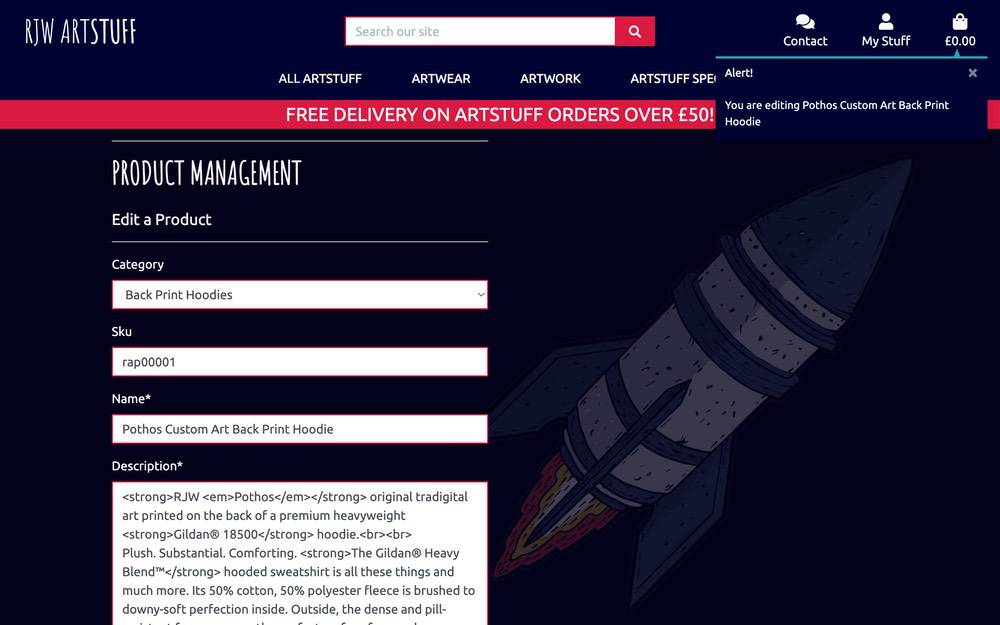 RJW ARTSTUFF
Search our site
Contact
My Stuff
£0.00
ALL ARTSTUFF
ARTWEAR
ARTWORK
ARTSTUFF SPEC
Alert!
×
You are editing Pothos Custom Art Back Print
Hoodie
FREE DELIVERY ON ARTSTUFF ORDERS OVER £50!
PRODUCT MANAGEMENT
Edit a Product
Category
Back Print Hoodies
Sku
rap00001
Name*
Pothos Custom Art Back Print Hoodie
Description*
<strong>RJW <em>Pothos</em></strong> original tradigital
art printed on the back of a premium heavyweight
<strong>Gildan® 18500</strong> hoodie.<br><br>
Plush. Substantial. Comforting. <strong>The Gildan® Heavy
Blend™</strong> hooded sweatshirt is all these things and
much more. Its 50% cotton, 50% polyester fleece is brushed to
downy-soft perfection inside. Outside, the dense and pill-